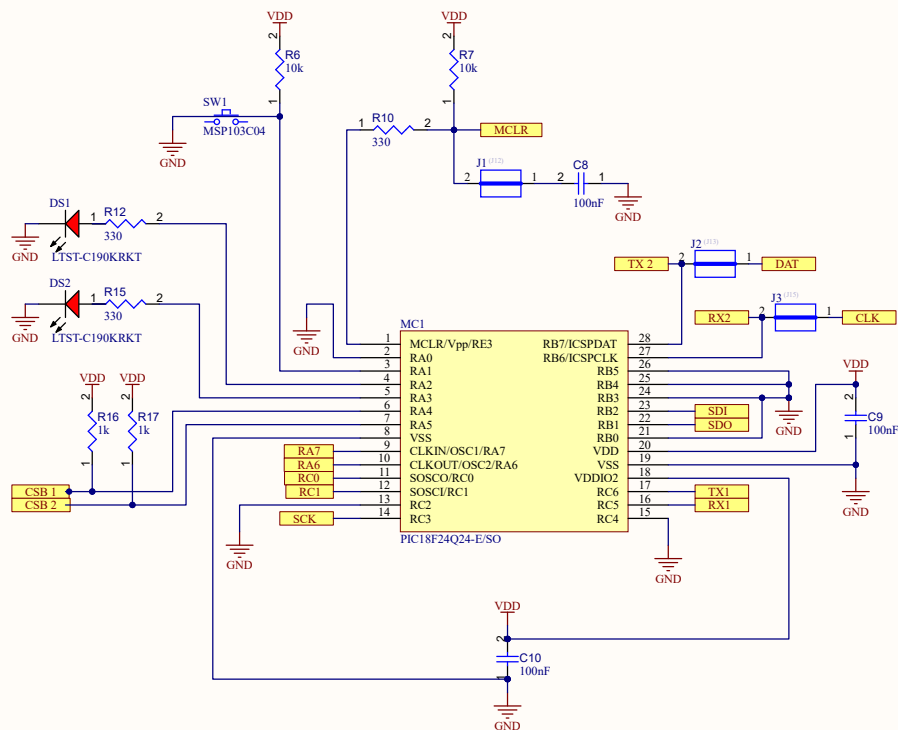 VDD
2
R6
10k
1
SW1
MSP103C04
GND
VDD
2
R7
10k
1
1 R10 2
330
MCLR
J1 (J12)
2 1
C8
2 1
100nF
GND
DS1
1 R12 2
330
GND
LTST-C190KRKT
DS2
1 R15 2
330
GND
LTST-C190KRKT
J2 (J13)
TX 2 2 1 DAT
J3 (J15)
RX2 2 1 CLK
GND
MC1
1 MCLR/Vpp/RE3 RB7/ICSPDAT 28
2 RA0 RB6/ICSPCLK 27
3 RA1 RB5 26
4 RA2 RB4 25
5 RA3 RB3 24
6 RA4 RB2 23 SDI
7 RA5 RB1 22 SDO
8 VSS RB0 21
RA7 9 CLKIN/OSC1/RA7 VDD 20
RA6 10 CLKOUT/OSC2/RA6 VSS 19
RC0 11 SOSCO/RC0 VDDIO2 18
RC1 12 SOSCI/RC1 RC6 17 TX1
13 RC2 RC5 16 RX1
SCK 14 RC3 RC4 15
PIC18F24Q24-E/SO
VDD
2
R16
1k
1
VDD
2
R17
1k
1
CSB 1
CSB 2
GND
VDD
2
C9
100nF
1
GND
GND
GND
VDD
2
C10
100nF
1
GND